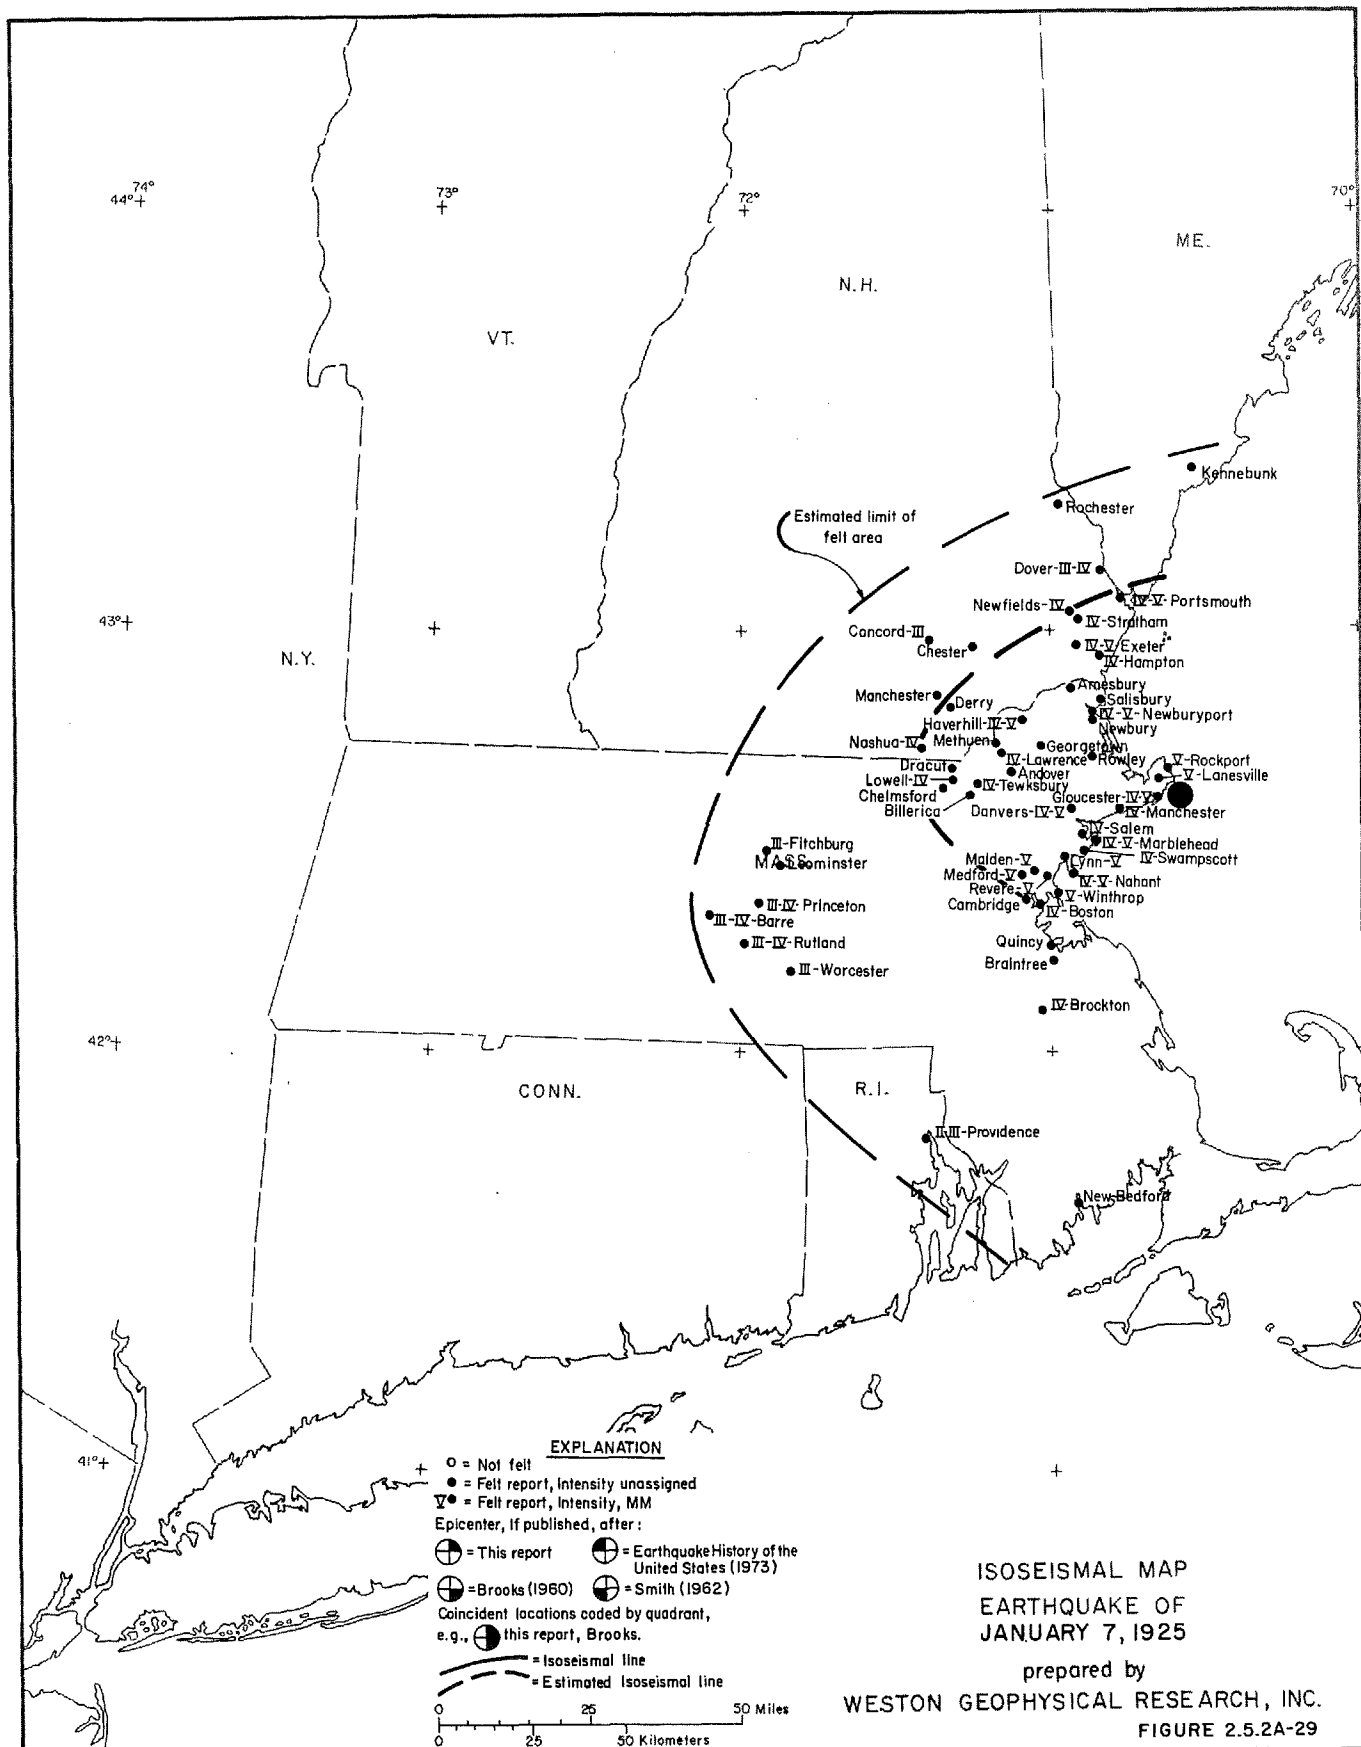 74°
44°
73°
72°
70°
ME.
N.H.
VT.
Kennebunk
Rochester
Estimated limit of
felt area
Dover-III-IV
IV-V-Portsmouth
Newfields-IV
IV-Stratham
43°
Concord-III
Chester
IV-V-Exeter
IV-Hampton
N.Y.
Amesbury
Manchester
Derry
Salisbury
IV-V-Newburyport
Haverhill-IV-V
Newbury
Nashua-IV
Methuen
Georgetown
IV-Lawrence
Rowley
V-Rockport
Dracut
Andover
V-Lanesville
Lowell-IV
IV-Tewksbury
Chelmsford
Gloucester-IV-V
Billerica
Danvers-IV-V
IV-Manchester
IV-Salem
III-Fitchburg
IV-V-Marblehead
MASS.
Leominster
Malden-V
Lynn-V
IV-Swampscott
Medford-V
IV-V-Nahant
Revere-V
V-Winthrop
III-IV-Princeton
Cambridge
IV-Boston
III-IV-Barre
III-IV-Rutland
Quincy
Braintree
III-Worcester
IV-Brockton
42°
CONN.
R.I.
II-III-Providence
New Bedford
41°
EXPLANATION
O = Not felt
● = Felt report, Intensity unassigned
V● = Felt report, Intensity, MM
Epicenter, If published, after:
= This report
= Earthquake History of the
United States (1973)
= Brooks (1960)
= Smith (1962)
Coincident locations coded by quadrant,
e.g., this report, Brooks.
= Isoseismal line
= Estimated Isoseismal line
0 25 50 Miles
0 25 50 Kilometers
ISOSEISMAL MAP
EARTHQUAKE OF
JANUARY 7, 1925
prepared by
WESTON GEOPHYSICAL RESEARCH, INC.
FIGURE 2.5.2A-29